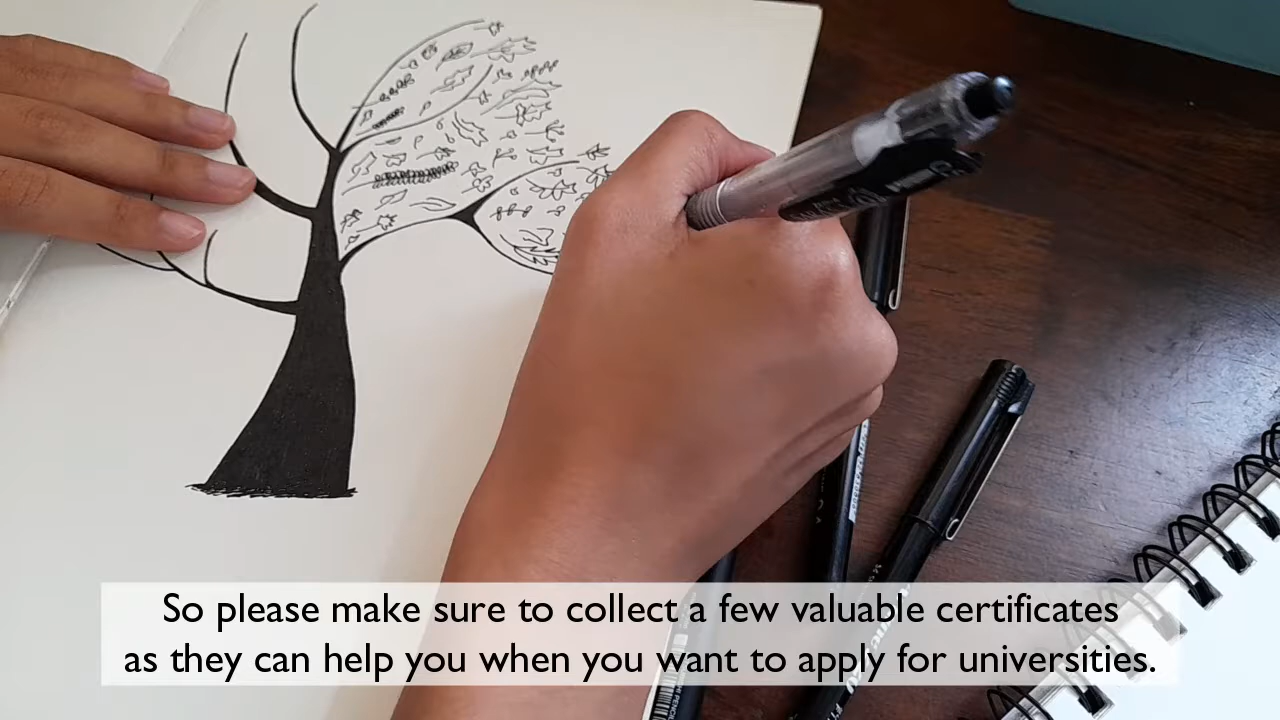 So please make sure to collect a few valuable certificates
as they can help you when you want to apply for universities.